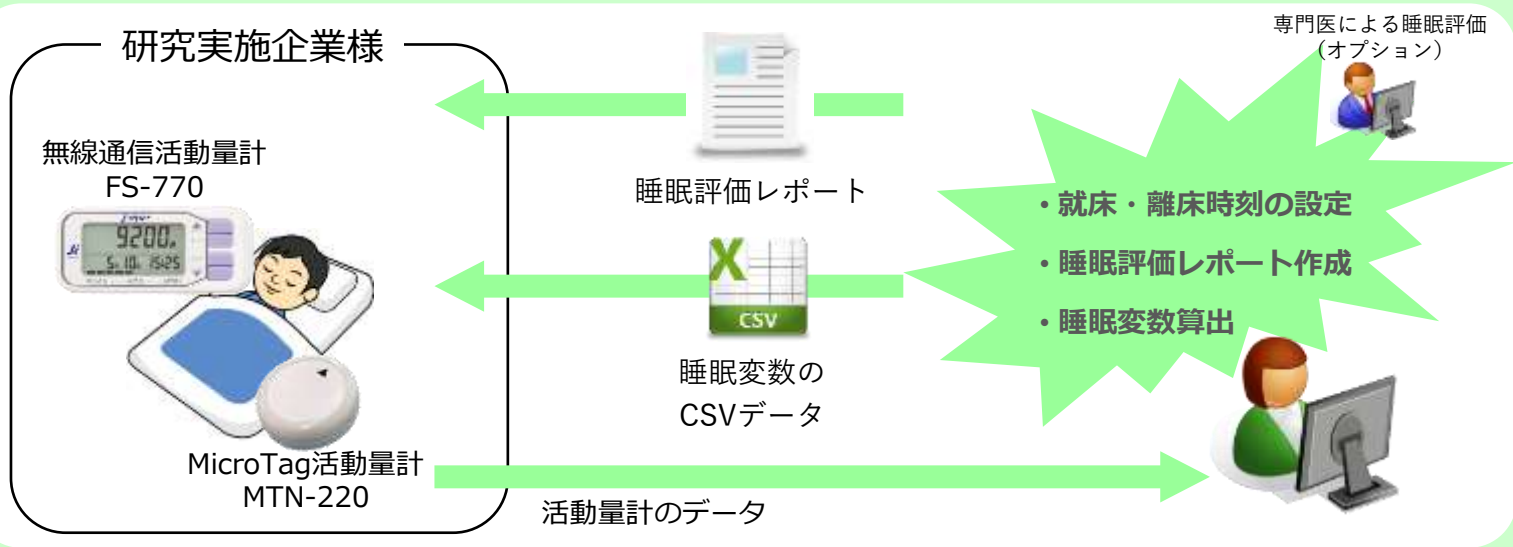 研究実施企業様
無線通信活動量計
FS-770
9200
MicroTag活動量計
MTN-220
睡眠評価レポート
CSV
睡眠変数の
CSVデータ
活動量計のデータ
専門医による睡眠評価
(オプション)
・就床・離床時刻の設定
・睡眠評価レポート作成
・睡眠変数算出